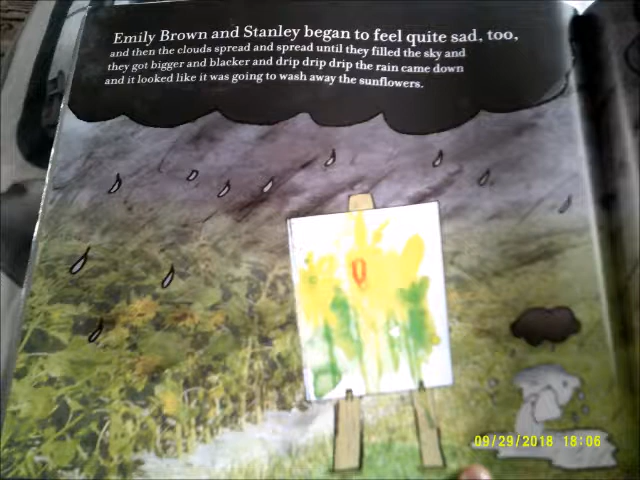 Emily Brown and Stanley began to feel quite sad, too,
and then the clouds spread and spread until they filled the sky and
they got bigger and blacker and drip drip drip the rain came down
and it looked like it was going to wash away the sunflowers.
09/29/2018 18:06